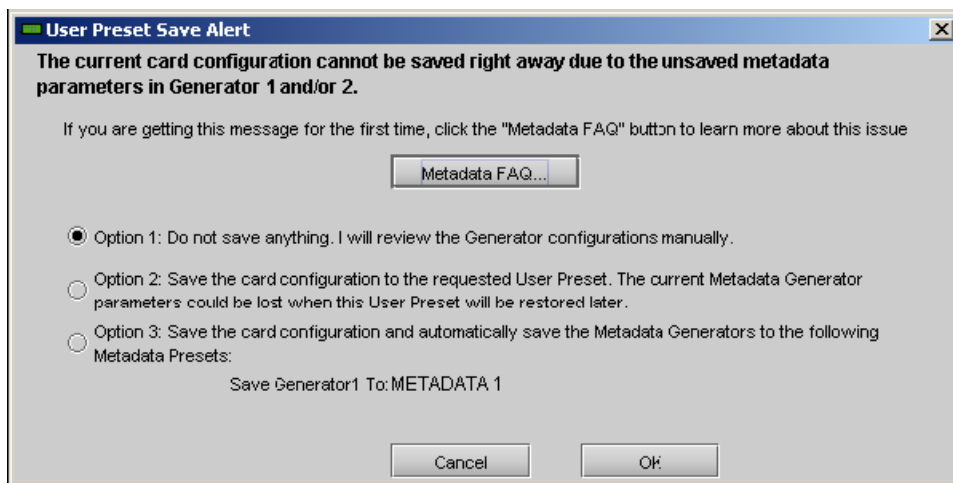 User Preset Save Alert
The current card configuration cannot be saved right away due to the unsaved metadata
parameters in Generator 1 and/or 2.
If you are getting this message for the first time, click the "Metadata FAQ" button to learn more about this issue
Metadata FAQ...
Option 1: Do not save anything. I will review the Generator configurations manually.
Option 2: Save the card configuration to the requested User Preset. The current Metadata Generator
parameters could be lost when this User Preset will be restored later.
Option 3: Save the card configuration and automatically save the Metadata Generators to the following
Metadata Presets:
Save Generator1 To: METADATA 1
Cancel OK